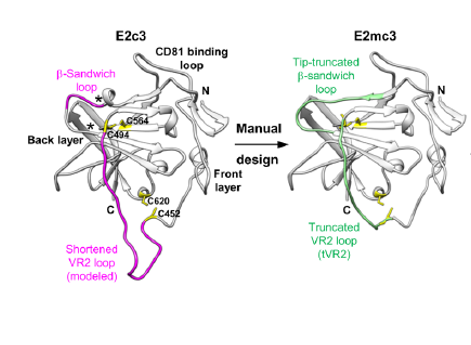 E2c3
E2mc3
CD81 binding
loop
β-Sandwich
loop
Tip-truncated
β-sandwich
loop
N
N
*
C564
*
C494
Back layer
Manual
design
Front
layer
C620
C452
C
C
Shortened
VR2 loop
(modeled)
Truncated
VR2 loop
(tVR2)